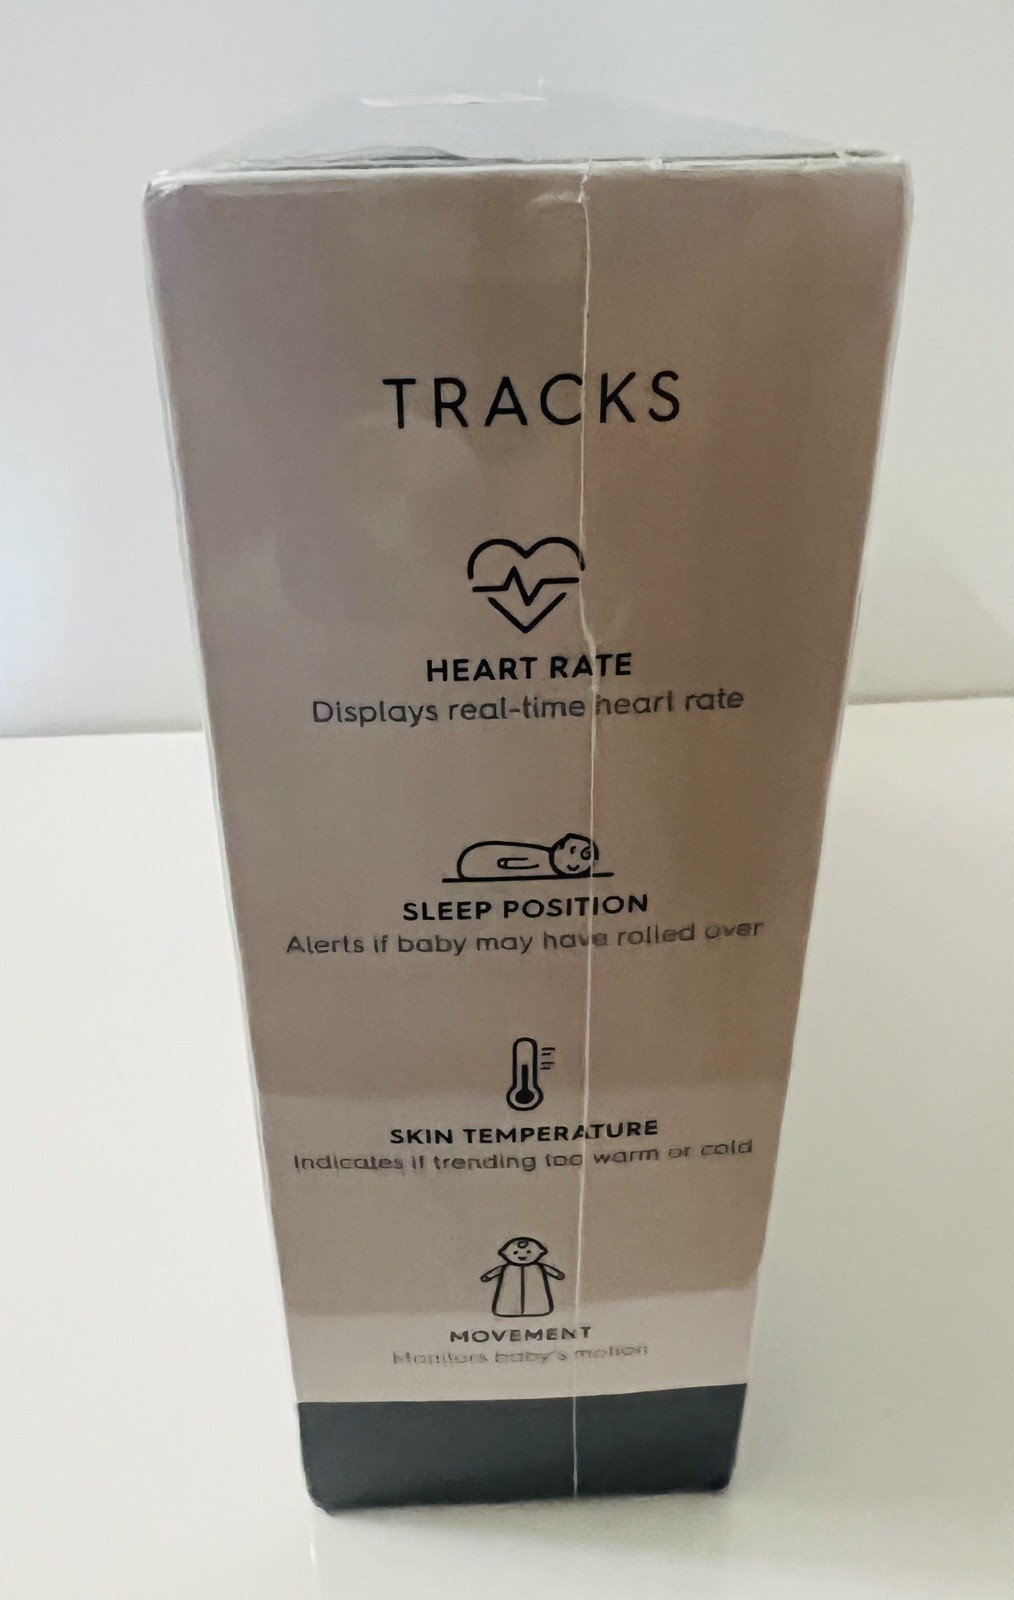 TRACKS
HEART RATE
Displays real-time heart rate
SLEEP POSITION
Alerts if baby may have rolled over
SKIN TEMPERATURE
Indicates if trending too warm or cold
MOVEMENT
Monitors baby's motion